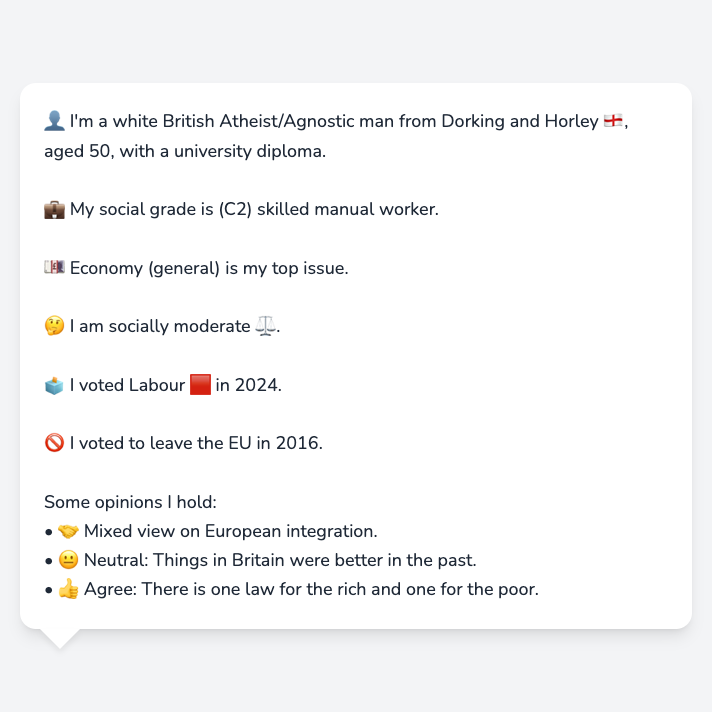 👤 I'm a white British Atheist/Agnostic man from Dorking and Horley 🏴󠁧󠁢󠁥󠁮󠁧󠁿,
aged 50, with a university diploma.
💼 My social grade is (C2) skilled manual worker.
💷 Economy (general) is my top issue.
🤔 I am socially moderate ⚖️.
🗳️ I voted Labour 🟥 in 2024.
🚫 I voted to leave the EU in 2016.
Some opinions I hold:
• 🤝 Mixed view on European integration.
• 😐 Neutral: Things in Britain were better in the past.
• 👍 Agree: There is one law for the rich and one for the poor.